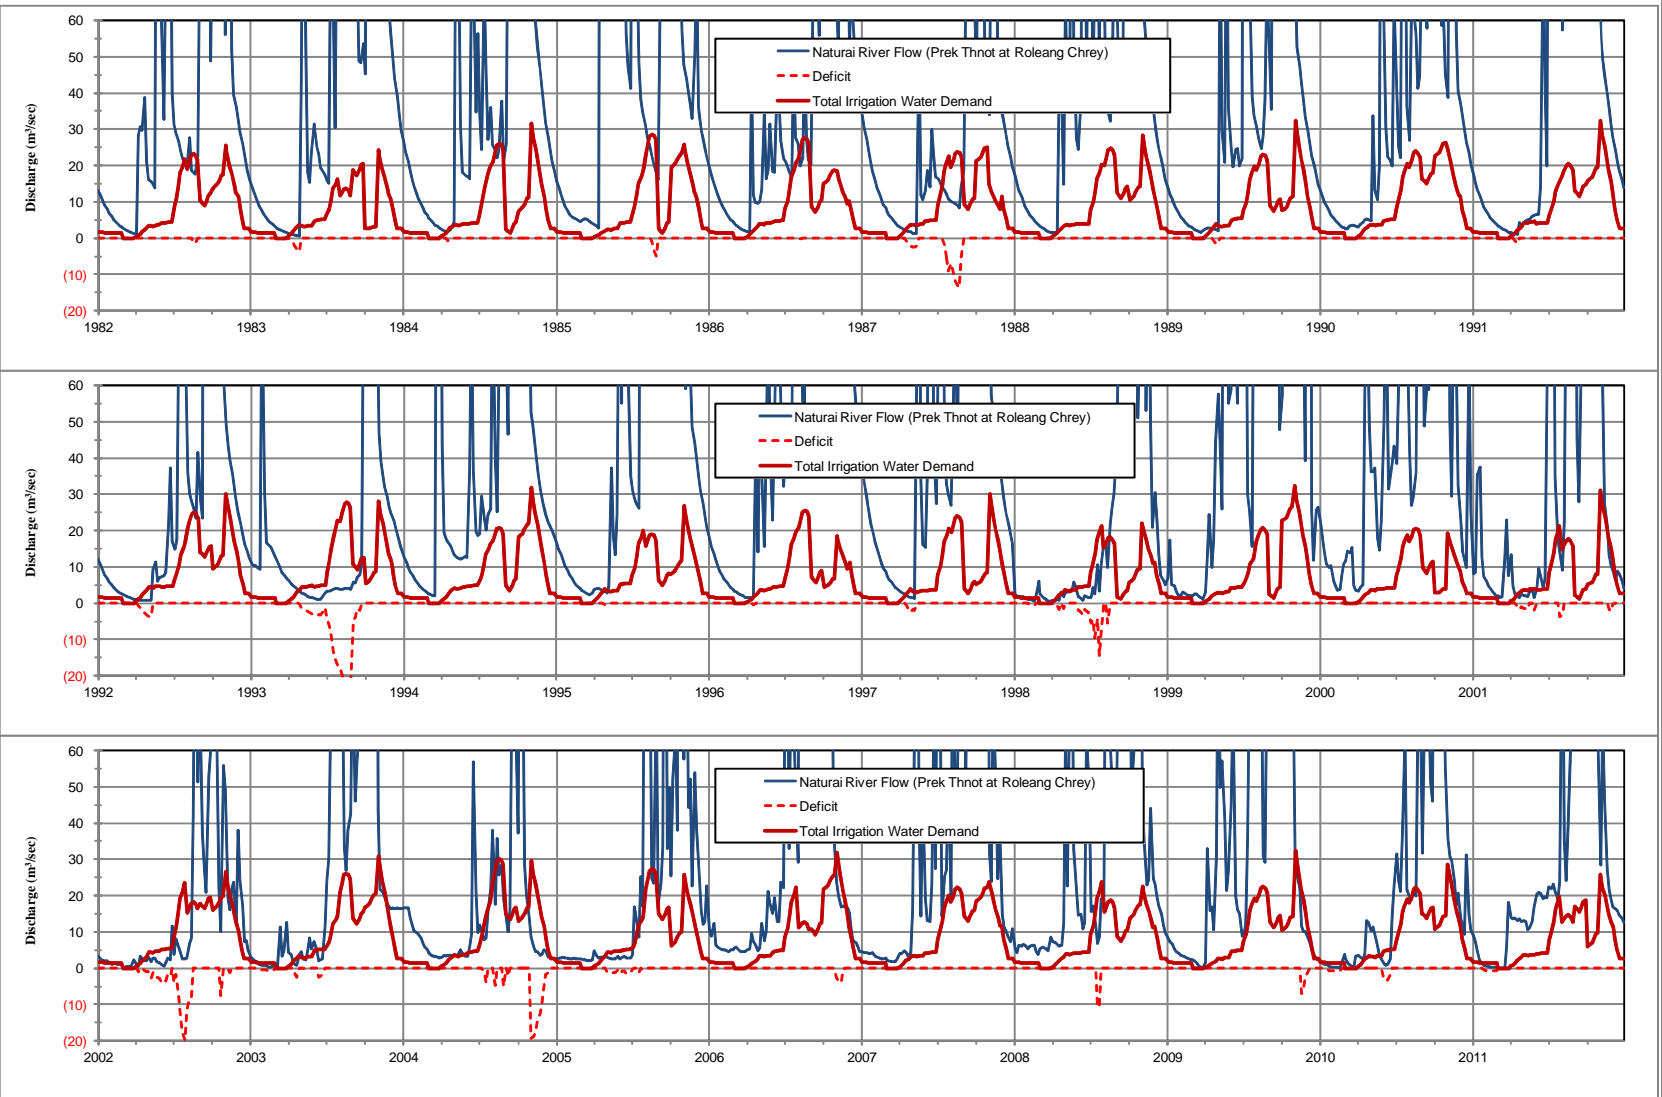 60
50
40
30
20
10
0
(10)
(20)
Discharge (m³/sec)
Naturai River Flow (Prek Thnot at Roleang Chrey)
Deficit
Total Irrigation Water Demand
1982 1983 1984 1985 1986 1987 1988 1989 1990 1991
60
50
40
30
20
10
0
(10)
(20)
Discharge (m³/sec)
Naturai River Flow (Prek Thnot at Roleang Chrey)
Deficit
Total Irrigation Water Demand
1992 1993 1994 1995 1996 1997 1998 1999 2000 2001
60
50
40
30
20
10
0
(10)
(20)
Discharge (m³/sec)
Naturai River Flow (Prek Thnot at Roleang Chrey)
Deficit
Total Irrigation Water Demand
2002 2003 2004 2005 2006 2007 2008 2009 2010 2011